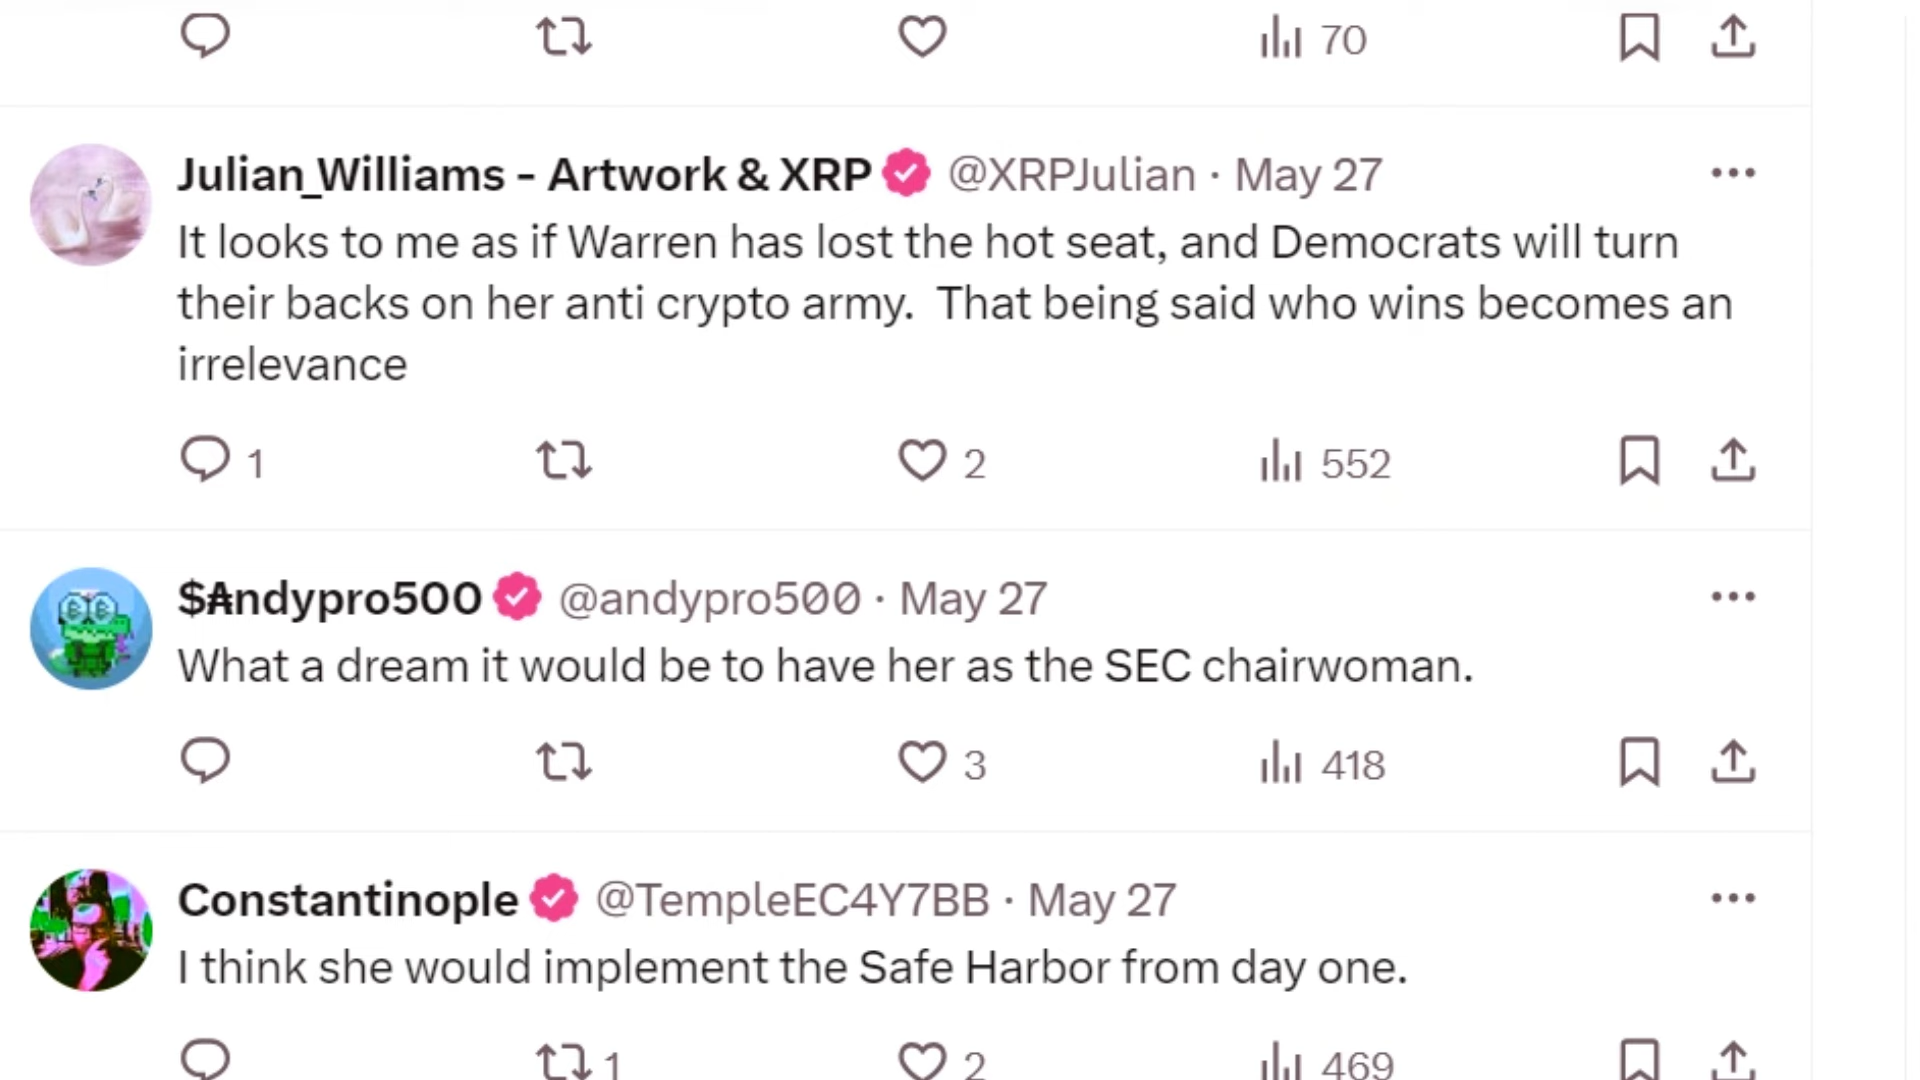 70
Julian_Williams - Artwork & XRP @XRPJulian · May 27
It looks to me as if Warren has lost the hot seat, and Democrats will turn
their backs on her anti crypto army.  That being said who wins becomes an
irrelevance
1 2 552
$₳ndypro500 @andypro500 · May 27
What a dream it would be to have her as the SEC chairwoman.
3 418
Constantinople @TempleEC4Y7BB · May 27
I think she would implement the Safe Harbor from day one.
1 2 469